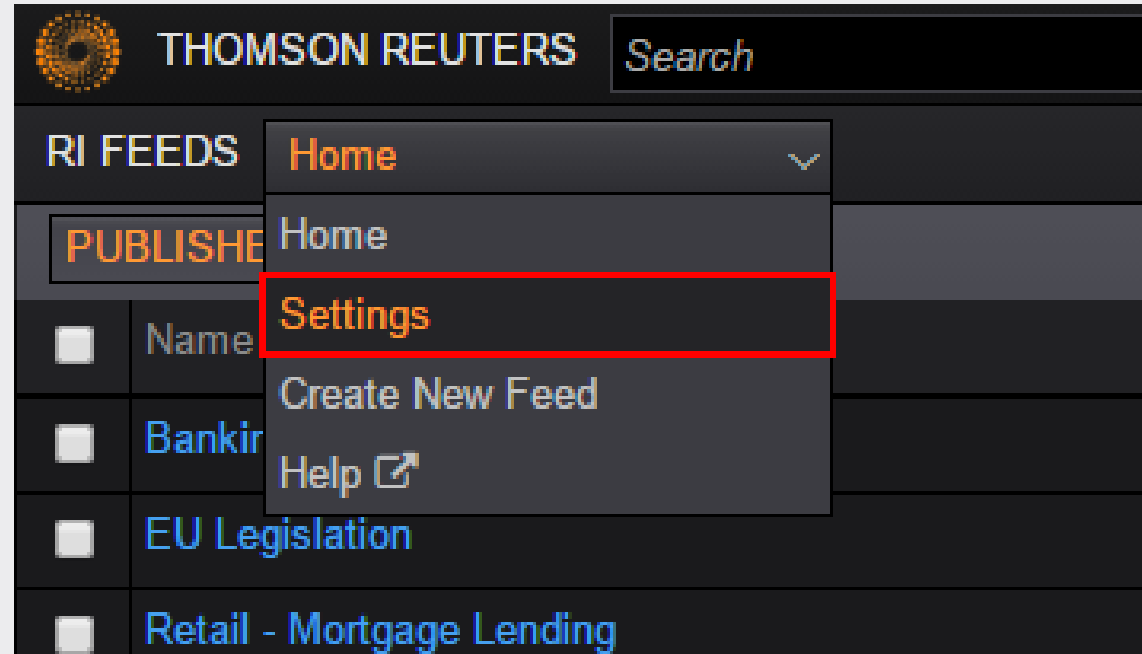 THOMSON REUTERS Search
RI FEEDS Home
Home
Settings
Name
Create New Feed
Help
EU Legislation
Retail - Mortgage Lending